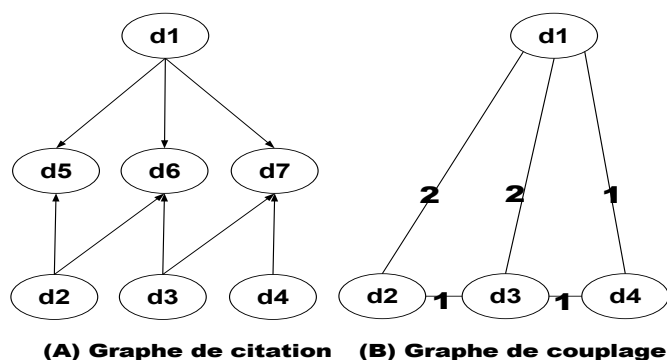 d1 d1
d5 d6 d7
2 2 1
d2 d3 d4 d2 1 d3 1 d4
(A) Graphe de citation (B) Graphe de couplage